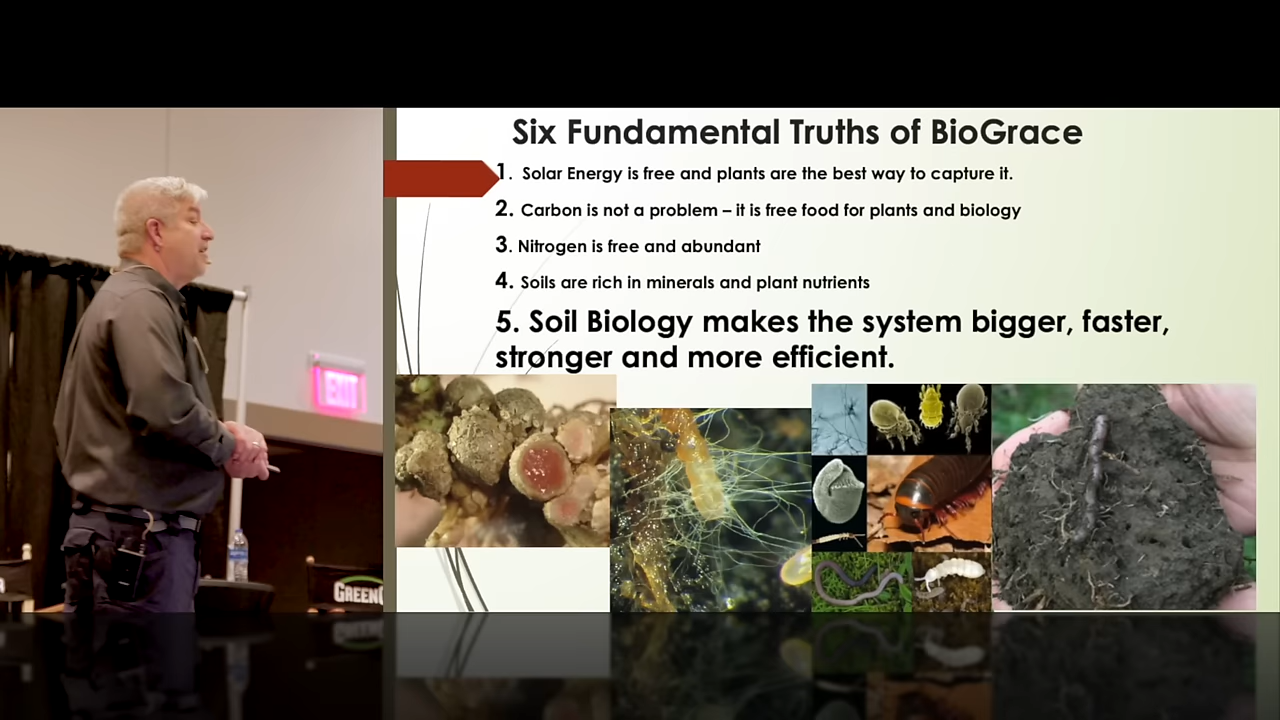 Six Fundamental Truths of BioGrace
1. Solar Energy is free and plants are the best way to capture it.
2. Carbon is not a problem – it is free food for plants and biology
3. Nitrogen is free and abundant
4. Soils are rich in minerals and plant nutrients
5. Soil Biology makes the system bigger, faster,
stronger and more efficient.
EXIT